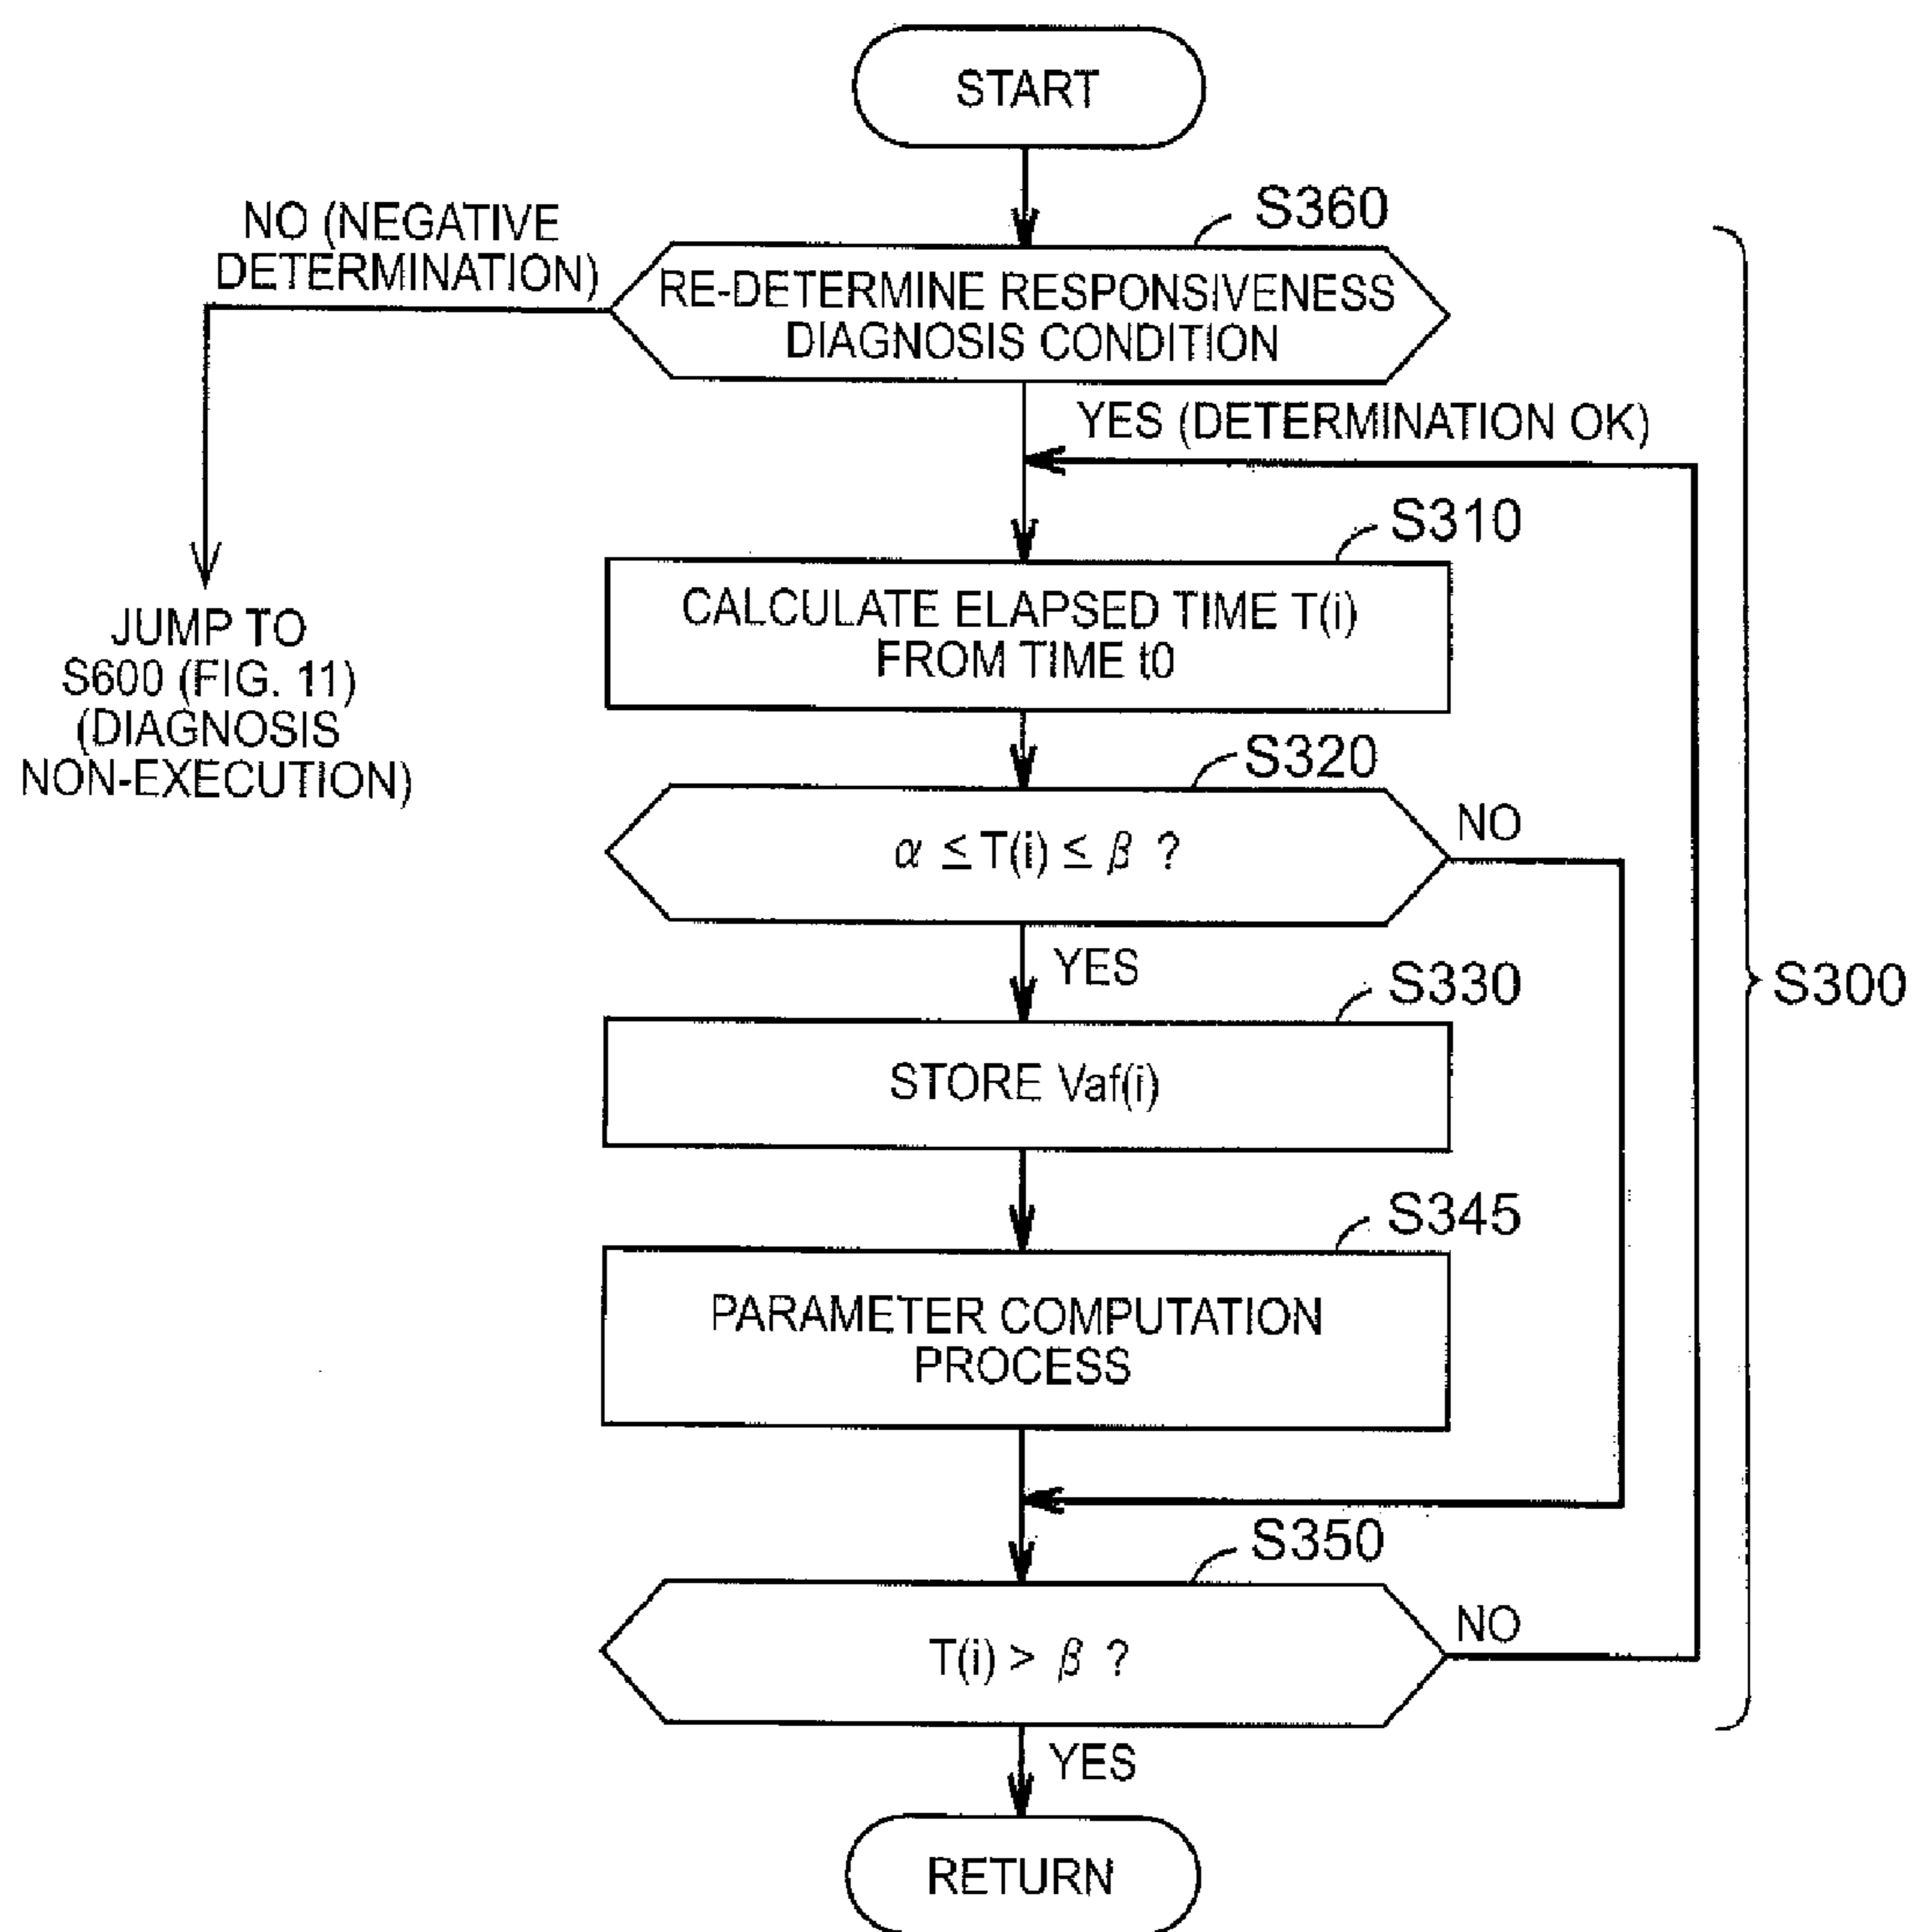 START
S360
NO (NEGATIVE
DETERMINATION)
RE-DETERMINE RESPONSIVENESS
DIAGNOSIS CONDITION
YES (DETERMINATION OK)
S310
CALCULATE ELAPSED TIME T(i)
FROM TIME t0
JUMP TO
S600 (FIG. 11)
(DIAGNOSIS
NON-EXECUTION)
S320
α ≤ T(i) ≤ β ?
NO
YES
S330
S300
STORE Vaf(i)
S345
PARAMETER COMPUTATION
PROCESS
S350
T(i) > β ?
NO
YES
RETURN